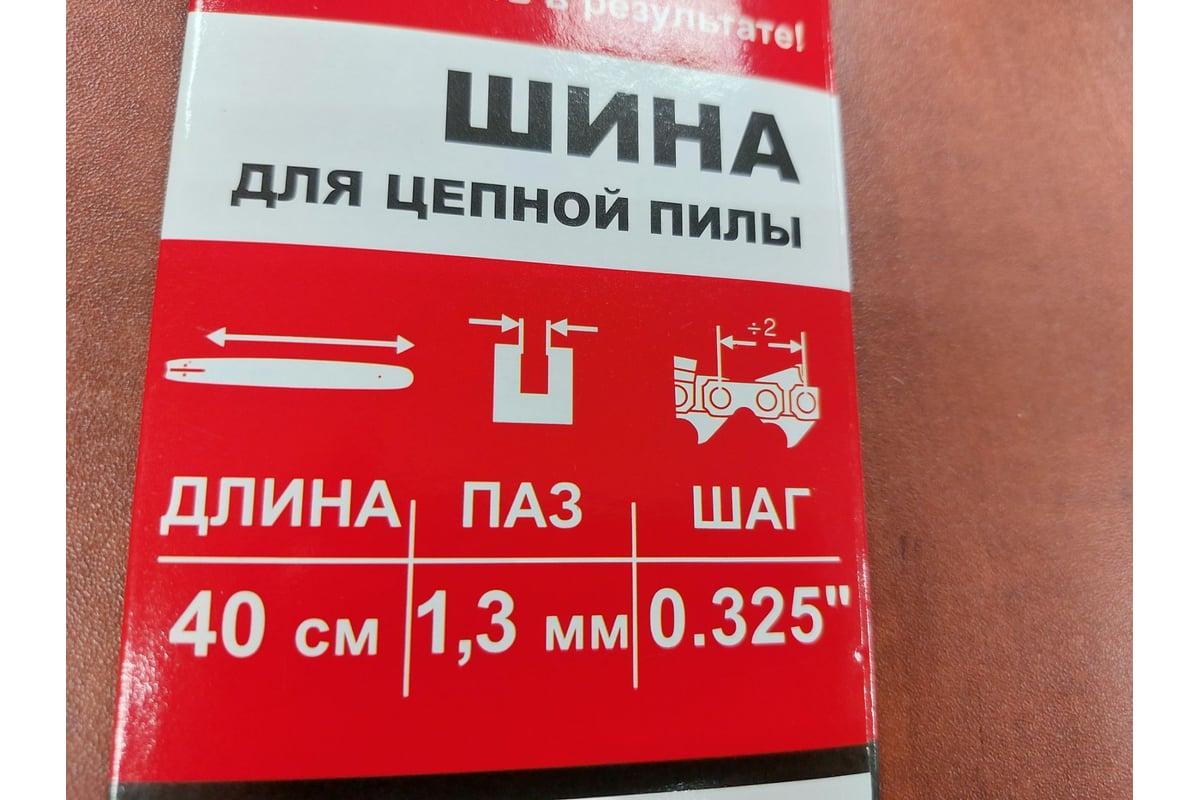 в результате!
ШИНА
ДЛЯ ЦЕПНОЙ ПИЛЫ
÷2
ДЛИНА ПАЗ ШАГ
40 см 1,3 мм 0.325"